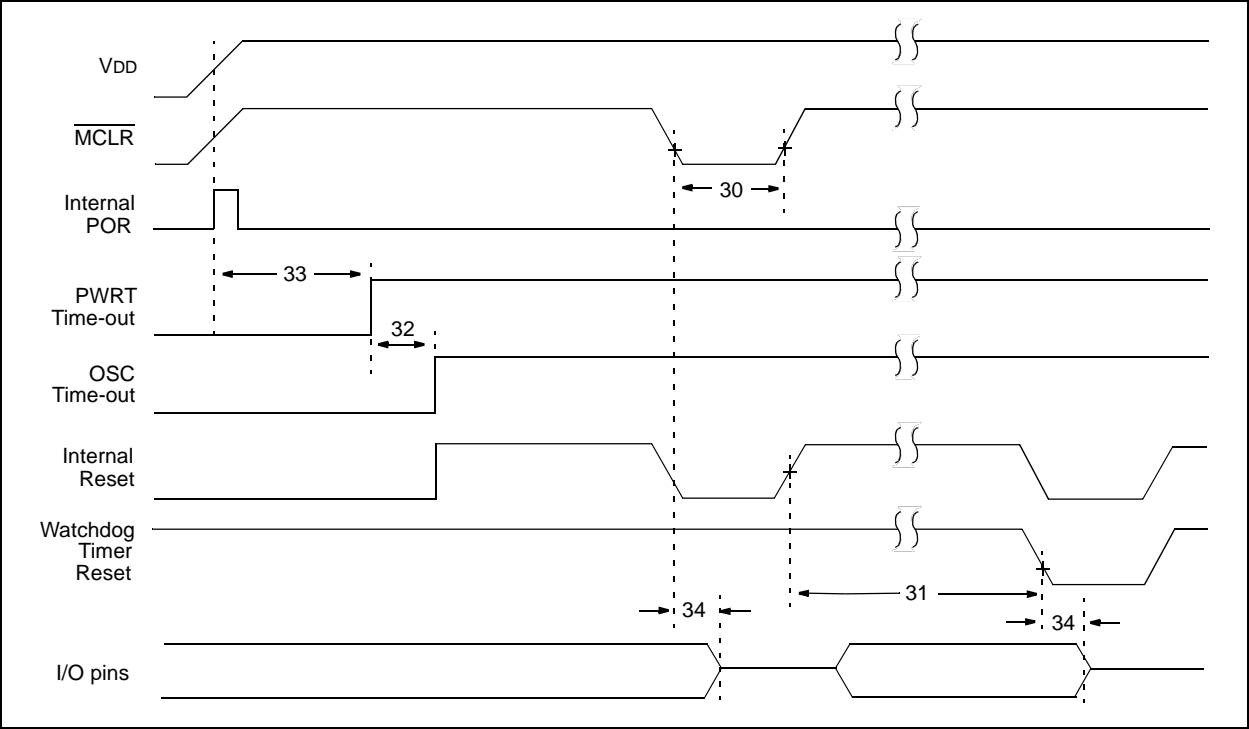 VDD
MCLR
30
Internal
POR
33
PWRT
Time-out
32
OSC
Time-out
Internal
Reset
Watchdog
Timer
Reset
31
34
34
I/O pins